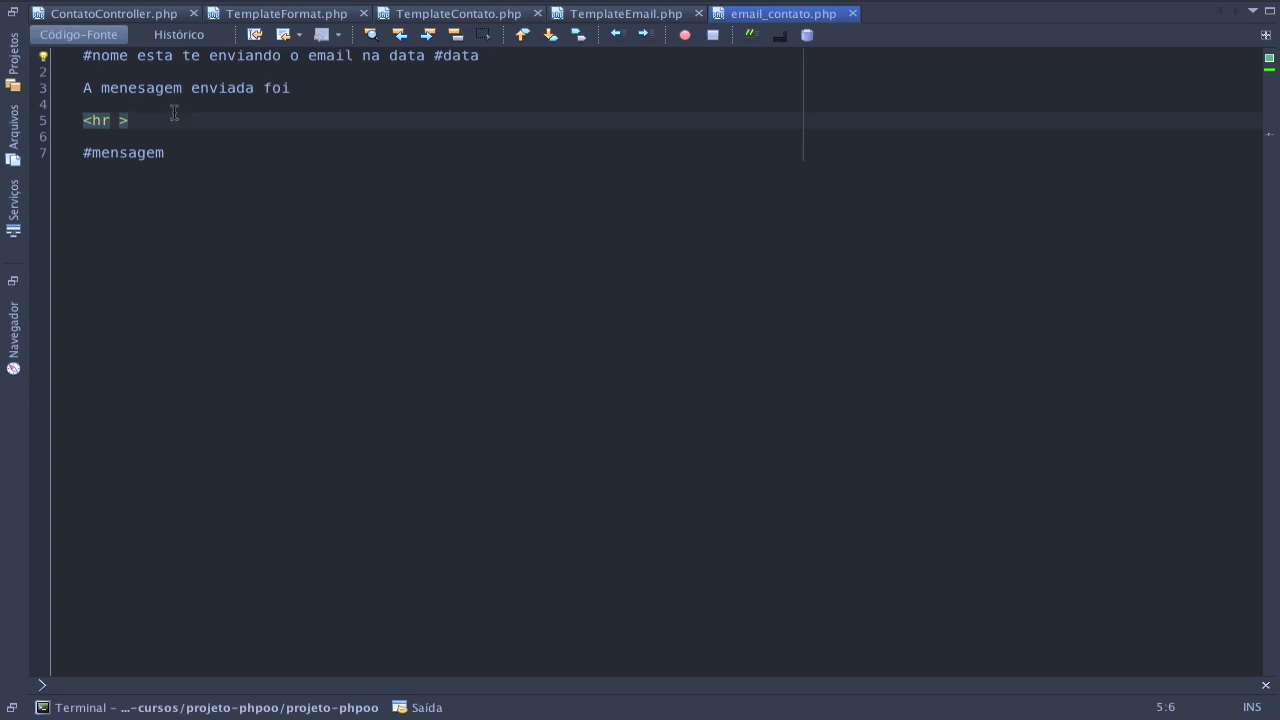 ContatoController.php TemplateFormat.php TemplateContato.php TemplateEmail.php email_contato.php
Código-Fonte Histórico
Projetos
Arquivos
Serviços
Navegador
1 #nome esta te enviando o email na data #data
2
3 A menesagem enviada foi
4
5 <hr >
6
7 #mensagem
Terminal – ...-cursos/projeto-phpoo/projeto-phpoo Saída 5:6 INS